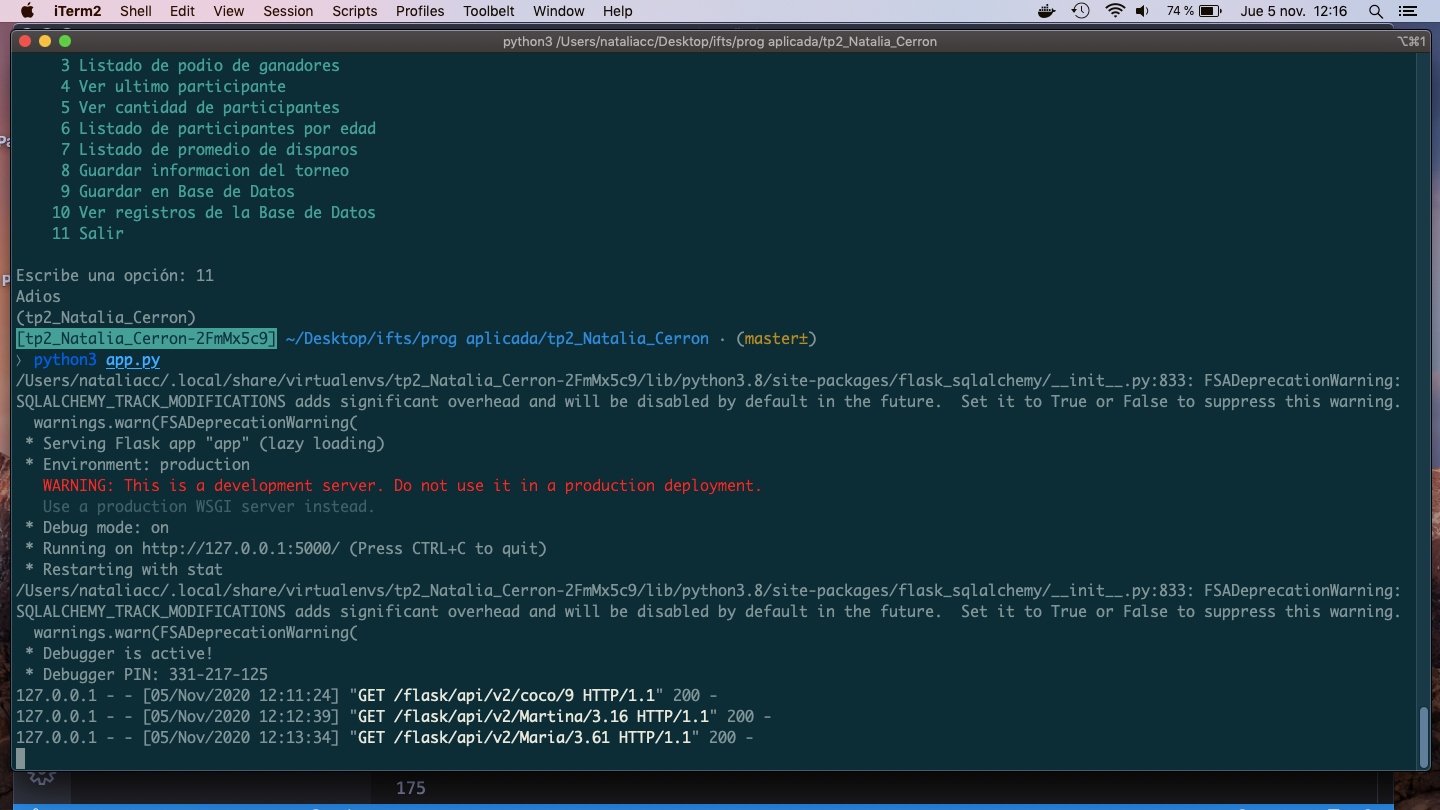 iTerm2 Shell Edit View Session Scripts Profiles Toolbelt Window Help 74 % Jue 5 nov. 12:16
python3 /Users/nataliacc/Desktop/ifts/prog aplicada/tp2_Natalia_Cerron ⌥⌘1
3 Listado de podio de ganadores
4 Ver ultimo participante
5 Ver cantidad de participantes
6 Listado de participantes por edad
7 Listado de promedio de disparos
8 Guardar informacion del torneo
9 Guardar en Base de Datos
10 Ver registros de la Base de Datos
11 Salir
Escribe una opción: 11
Adios
(tp2_Natalia_Cerron)
[tp2_Natalia_Cerron-2FmMx5c9] ~/Desktop/ifts/prog aplicada/tp2_Natalia_Cerron · (master±)
〉 python3 app.py
/Users/nataliacc/.local/share/virtualenvs/tp2_Natalia_Cerron-2FmMx5c9/lib/python3.8/site-packages/flask_sqlalchemy/__init__.py:833: FSADeprecationWarning:
SQLALCHEMY_TRACK_MODIFICATIONS adds significant overhead and will be disabled by default in the future.  Set it to True or False to suppress this warning.
warnings.warn(FSADeprecationWarning(
* Serving Flask app "app" (lazy loading)
* Environment: production
WARNING: This is a development server. Do not use it in a production deployment.
Use a production WSGI server instead.
* Debug mode: on
* Running on http://127.0.0.1:5000/ (Press CTRL+C to quit)
* Restarting with stat
/Users/nataliacc/.local/share/virtualenvs/tp2_Natalia_Cerron-2FmMx5c9/lib/python3.8/site-packages/flask_sqlalchemy/__init__.py:833: FSADeprecationWarning:
SQLALCHEMY_TRACK_MODIFICATIONS adds significant overhead and will be disabled by default in the future.  Set it to True or False to suppress this warning.
warnings.warn(FSADeprecationWarning(
* Debugger is active!
* Debugger PIN: 331-217-125
127.0.0.1 - - [05/Nov/2020 12:11:24] "GET /flask/api/v2/coco/9 HTTP/1.1" 200 -
127.0.0.1 - - [05/Nov/2020 12:12:39] "GET /flask/api/v2/Martina/3.16 HTTP/1.1" 200 -
127.0.0.1 - - [05/Nov/2020 12:13:34] "GET /flask/api/v2/Maria/3.61 HTTP/1.1" 200 -
175